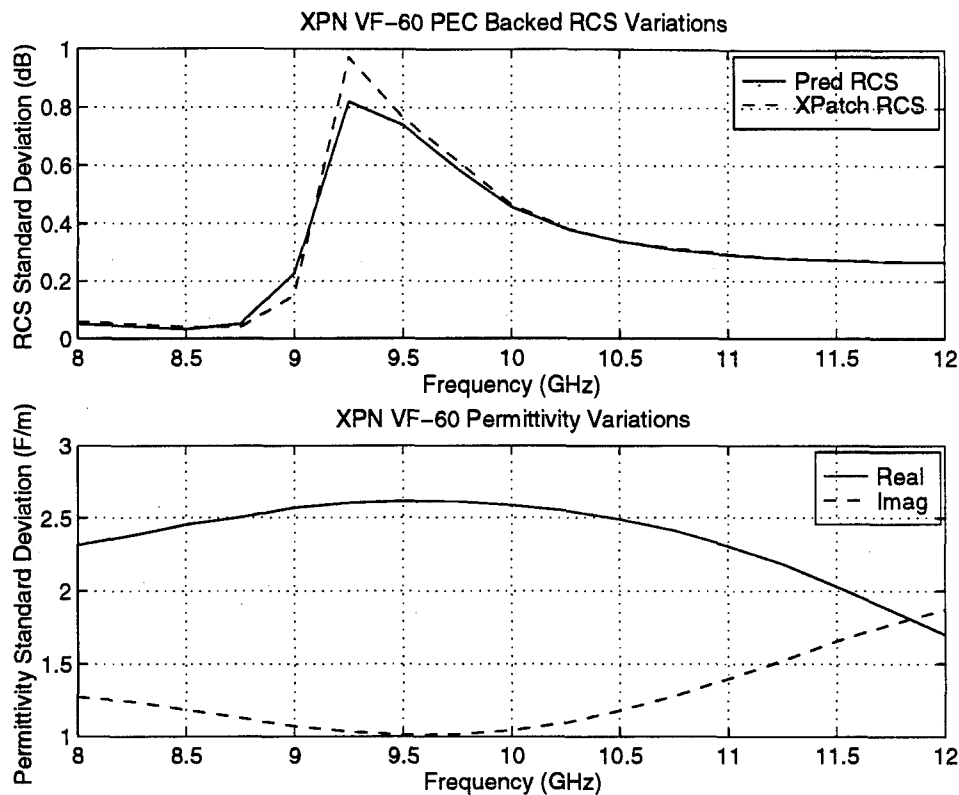 XPN VF-60 PEC Backed RCS Variations
RCS Standard Deviation (dB)
1
0.8
0.6
0.4
0.2
0
Pred RCS
XPatch RCS
8 8.5 9 9.5 10 10.5 11 11.5 12
Frequency (GHz)
XPN VF-60 Permittivity Variations
Permittivity Standard Deviation (F/m)
3
2.5
2
1.5
1
Real
Imag
8 8.5 9 9.5 10 10.5 11 11.5 12
Frequency (GHz)